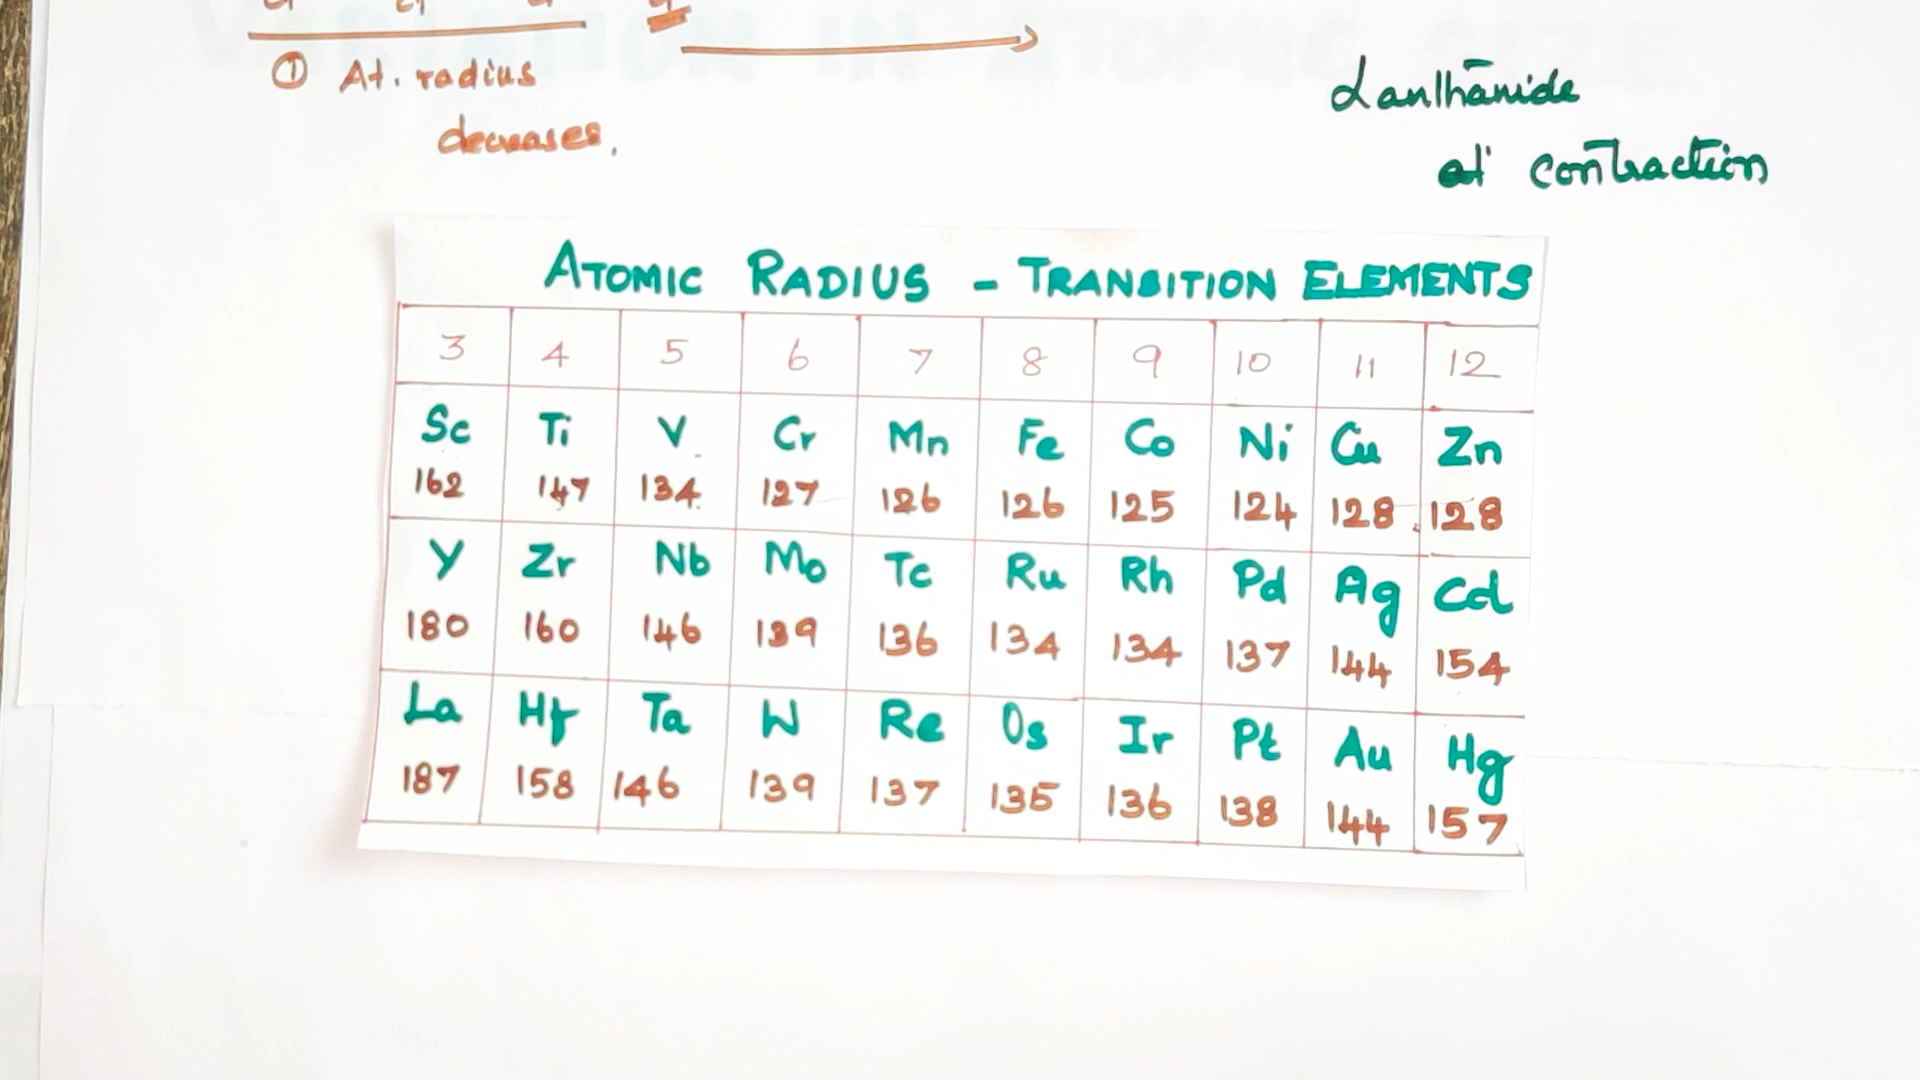 ① At. radius
decreases.
Lanthanide
at contraction
ATOMIC RADIUS - TRANSITION ELEMENTS
3 4 5 6 7 8 9 10 11 12
Sc Ti V Cr Mn Fe Co Ni Cu Zn
162 147 134 127 126 126 125 124 128 128
Y Zr Nb Mo Tc Ru Rh Pd Ag Cd
180 160 146 139 136 134 134 137 144 154
La Hf Ta W Re Os Ir Pt Au Hg
187 158 146 139 137 135 136 138 144 157